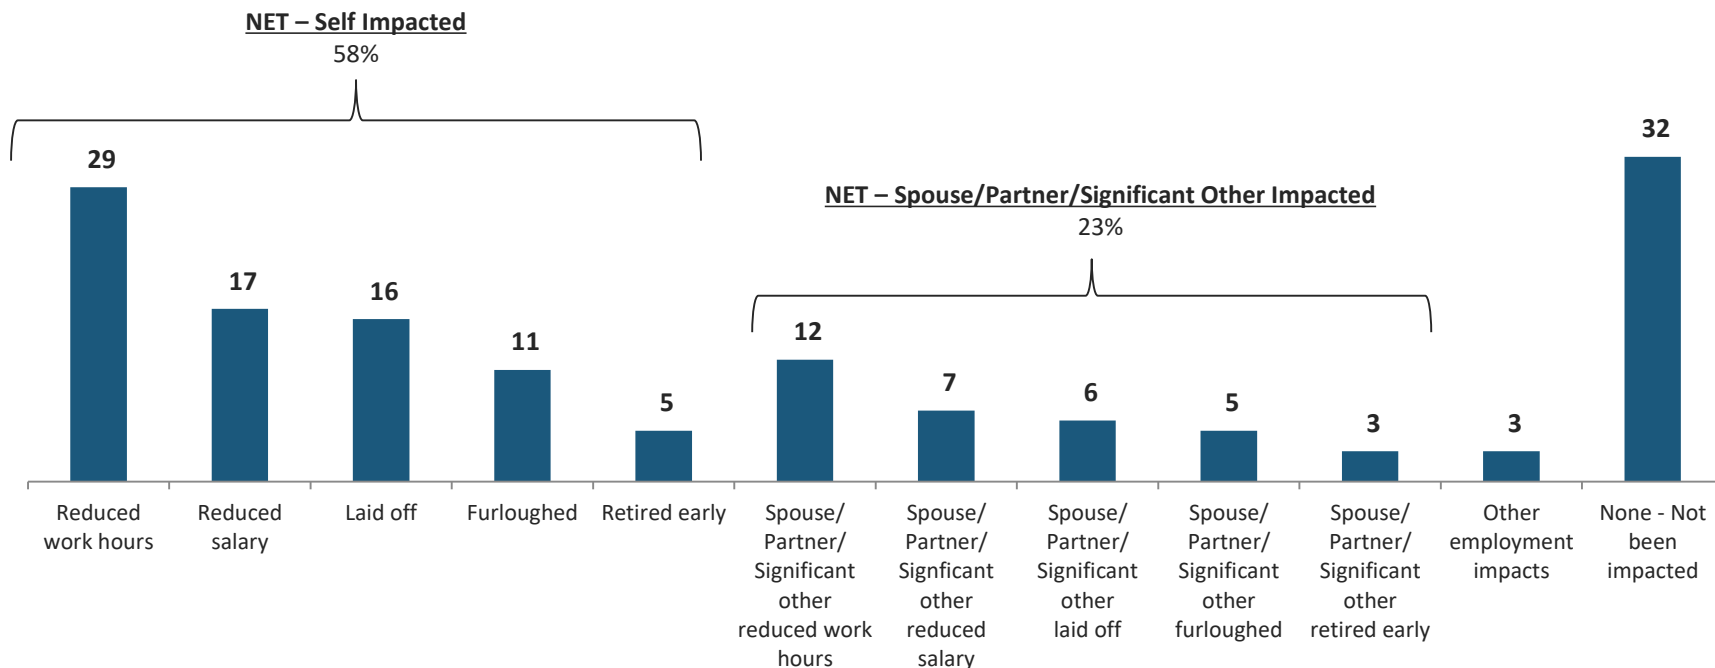 NET – Self Impacted
58%
29
17
16
11
5
NET – Spouse/Partner/Significant Other Impacted
23%
12
7
6
5
3
3
32
Reduced
work hours
Reduced
salary
Laid off
Furloughed
Retired early
Spouse/
Partner/
Significant
other
reduced work
hours
Spouse/
Partner/
Signficant
other
reduced
salary
Spouse/
Partner/
Significant
other
laid off
Spouse/
Partner/
Significant
other
furloughed
Spouse/
Partner/
Significant
other
retired early
Other
employment
impacts
None - Not
been
impacted